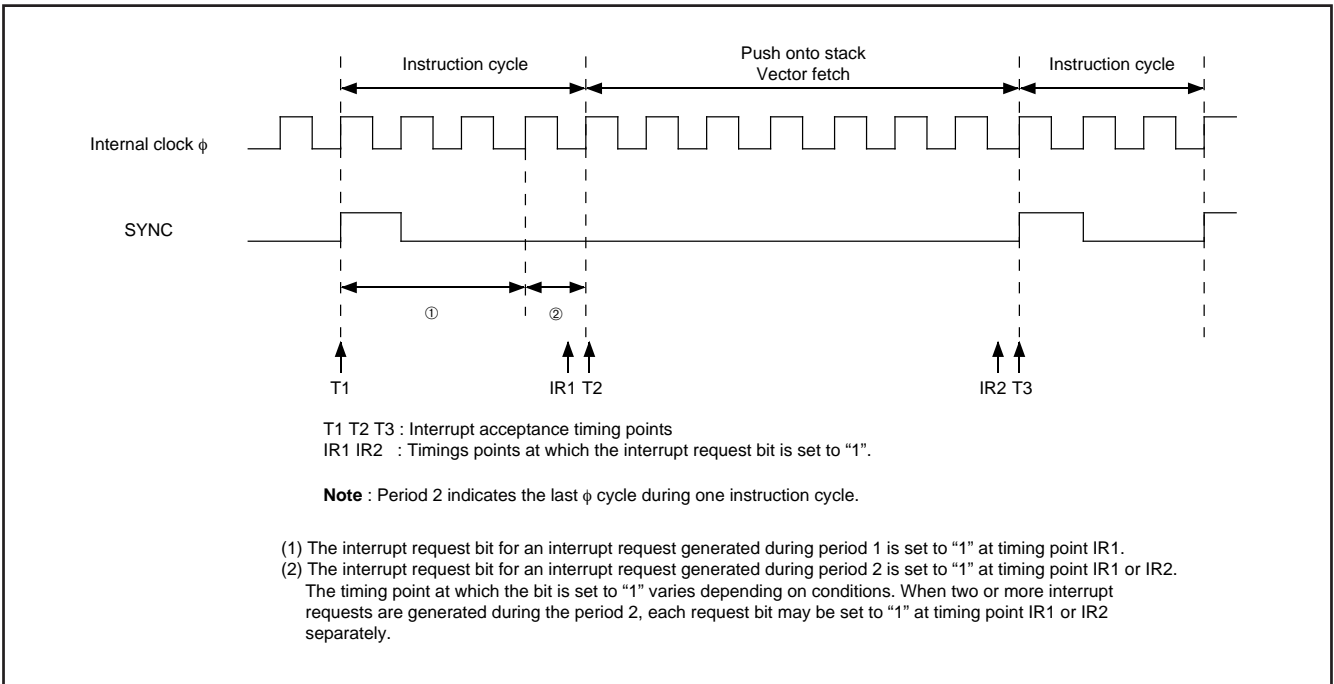 Instruction cycle
Push onto stack
Vector fetch
Instruction cycle
Internal clock ϕ
SYNC
①
②
T1
IR1 T2
IR2 T3
T1 T2 T3 : Interrupt acceptance timing points
IR1 IR2 : Timings points at which the interrupt request bit is set to “1”.
Note : Period 2 indicates the last ϕ cycle during one instruction cycle.
(1) The interrupt request bit for an interrupt request generated during period 1 is set to “1” at timing point IR1.
(2) The interrupt request bit for an interrupt request generated during period 2 is set to “1” at timing point IR1 or IR2.
The timing point at which the bit is set to “1” varies depending on conditions. When two or more interrupt
requests are generated during the period 2, each request bit may be set to “1” at timing point IR1 or IR2
separately.